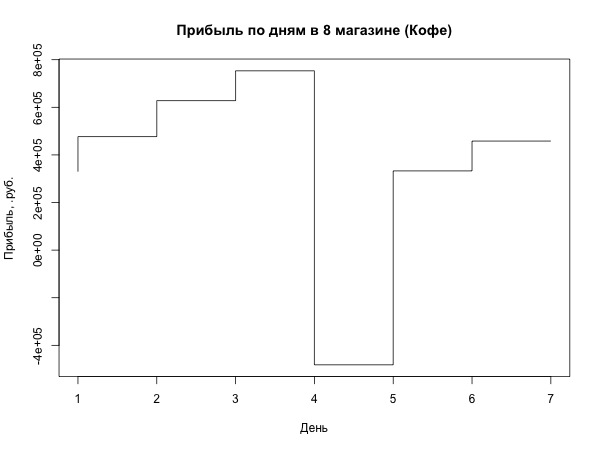 Прибыль по дням в 8 магазине (Кофе)
Прибыль, .руб.
8e+05
6e+05
4e+05
2e+05
0e+00
-4e+05
1 2 3 4 5 6 7
День